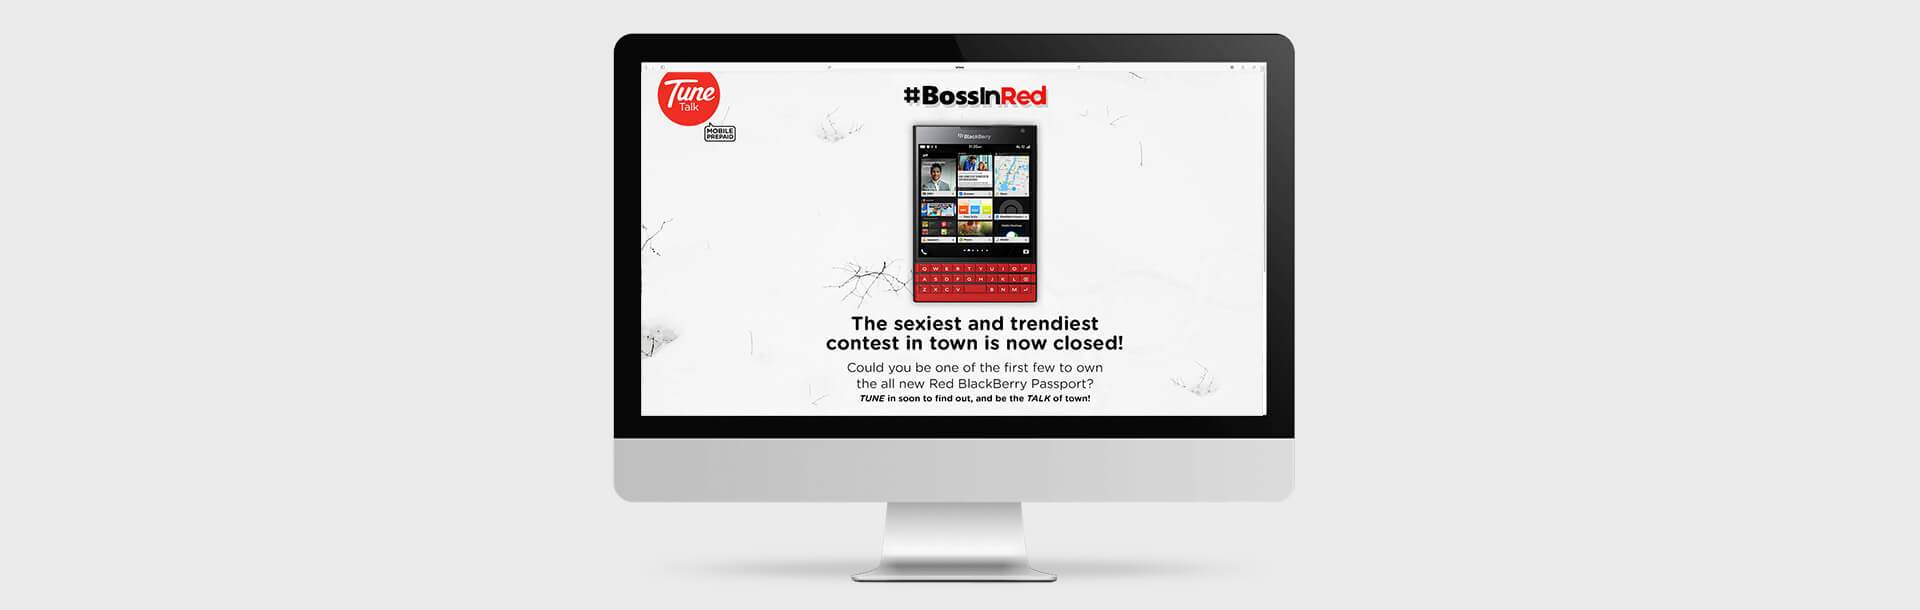 Tune
Talk
MOBILE
PREPAID
#BossInRed
BlackBerry
Q W E R T Y U I O P
A S D F G H J K L
Z X C V B N M
The sexiest and trendiest
contest in town is now closed!
Could you be one of the first few to own
the all new Red BlackBerry Passport?
TUNE in soon to find out, and be the TALK of town!